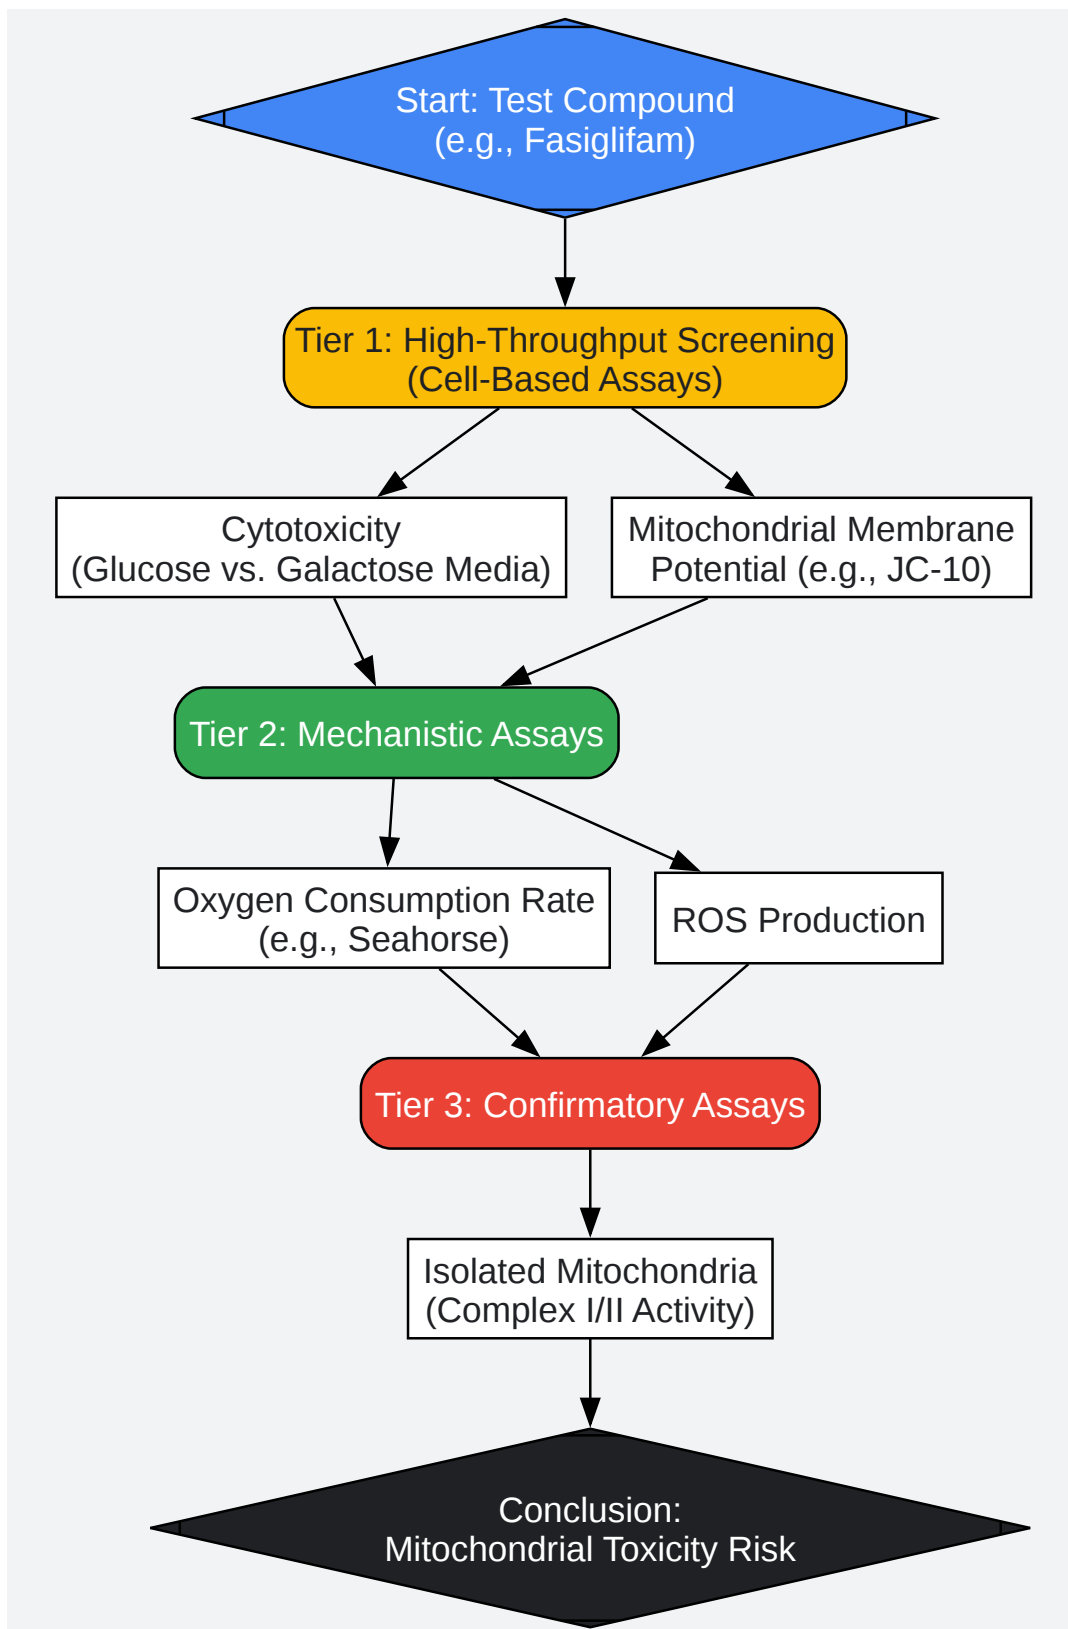 Start: Test Compound
(e.g., Fasiglifam)
Tier 1: High-Throughput Screening
(Cell-Based Assays)
Cytotoxicity
(Glucose vs. Galactose Media)
Mitochondrial Membrane
Potential (e.g., JC-10)
Tier 2: Mechanistic Assays
Oxygen Consumption Rate
(e.g., Seahorse)
ROS Production
Tier 3: Confirmatory Assays
Isolated Mitochondria
(Complex I/II Activity)
Conclusion:
Mitochondrial Toxicity Risk